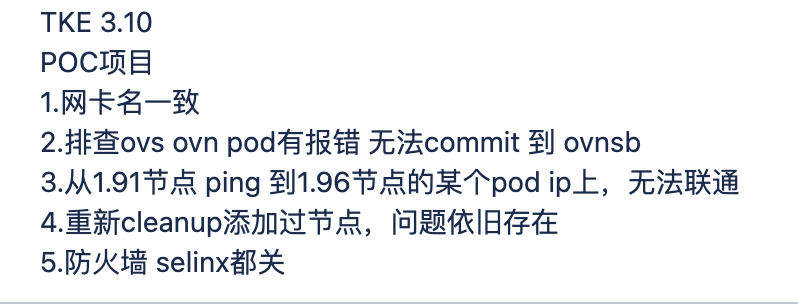 TKE 3.10
POC项目
1.网卡名一致
2.排查ovs ovn pod有报错 无法commit 到 ovnsb
3.从1.91节点 ping 到1.96节点的某个pod ip上，无法联通
4.重新cleanup添加过节点，问题依旧存在
5.防火墙 selinx都关